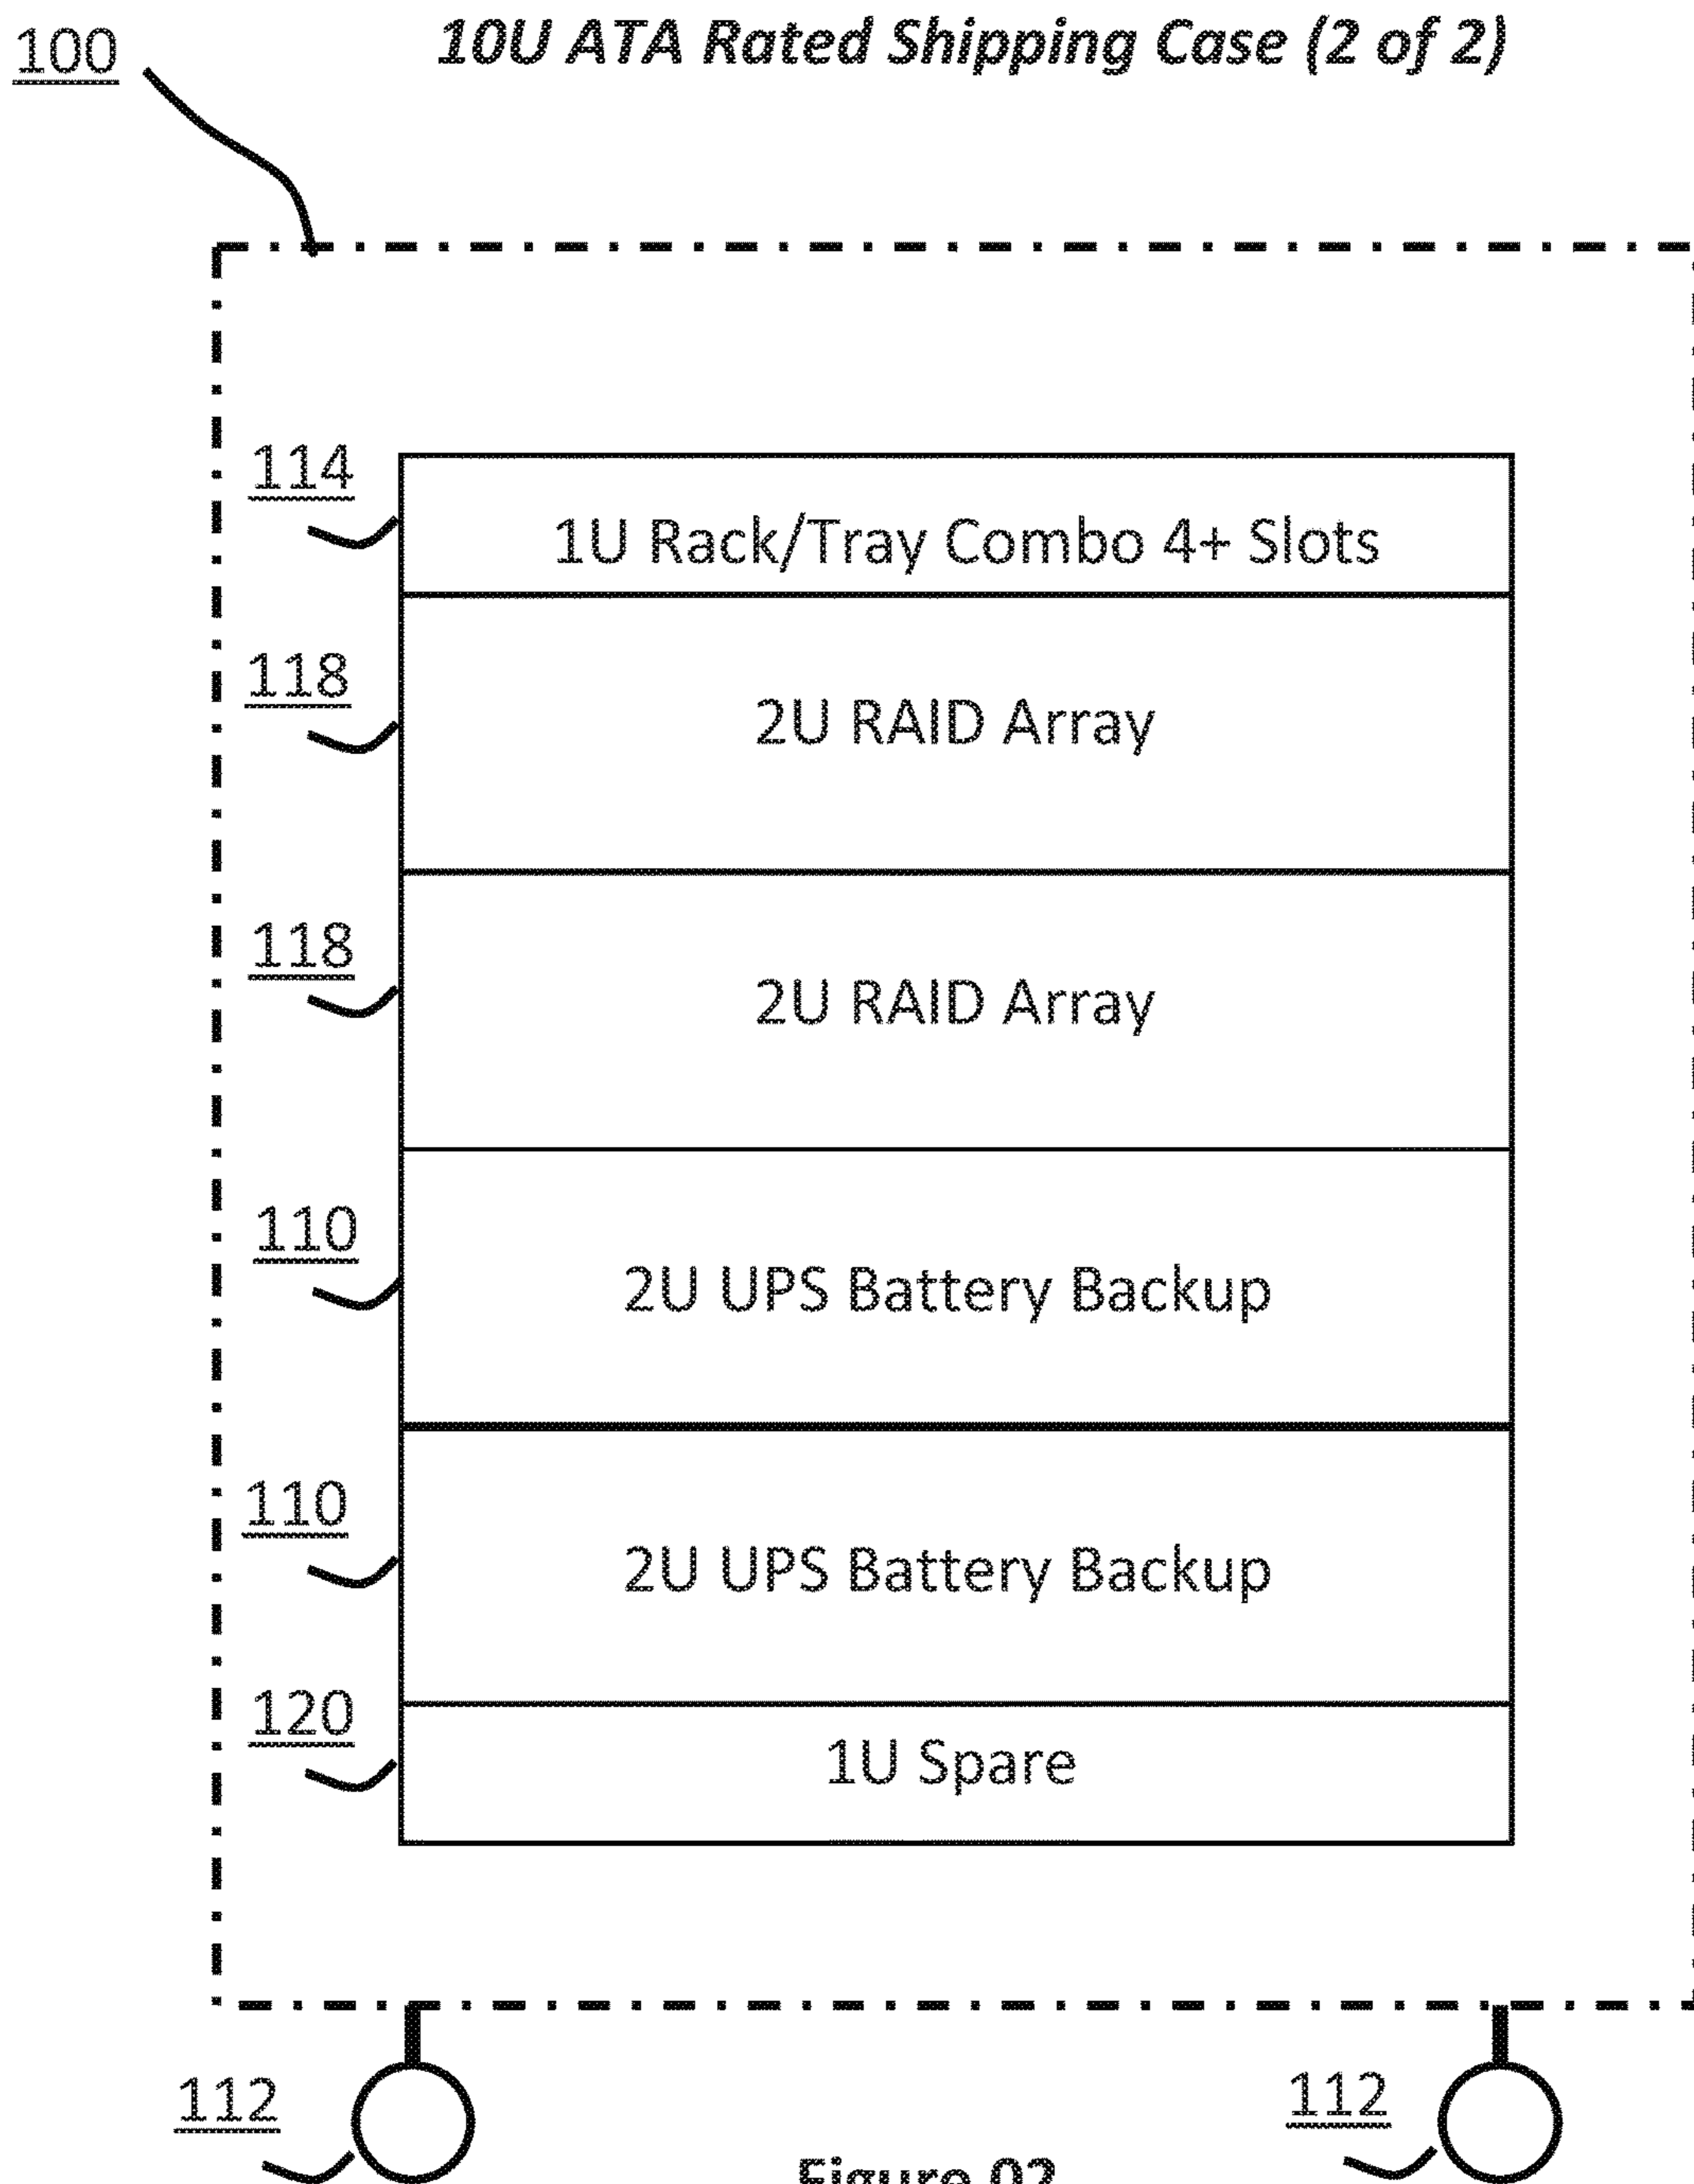 100
10U ATA Rated Shipping Case (2 of 2)
114
1U Rack/Tray Combo 4+ Slots
118
2U RAID Array
118
2U RAID Array
110
2U UPS Battery Backup
110
2U UPS Battery Backup
120
1U Spare
112
112
Figure 02